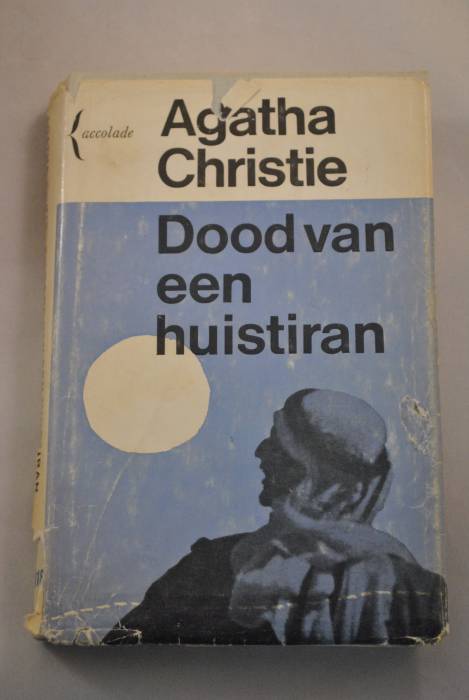 accolade
Agatha
Christie
Dood van
een
huistiran